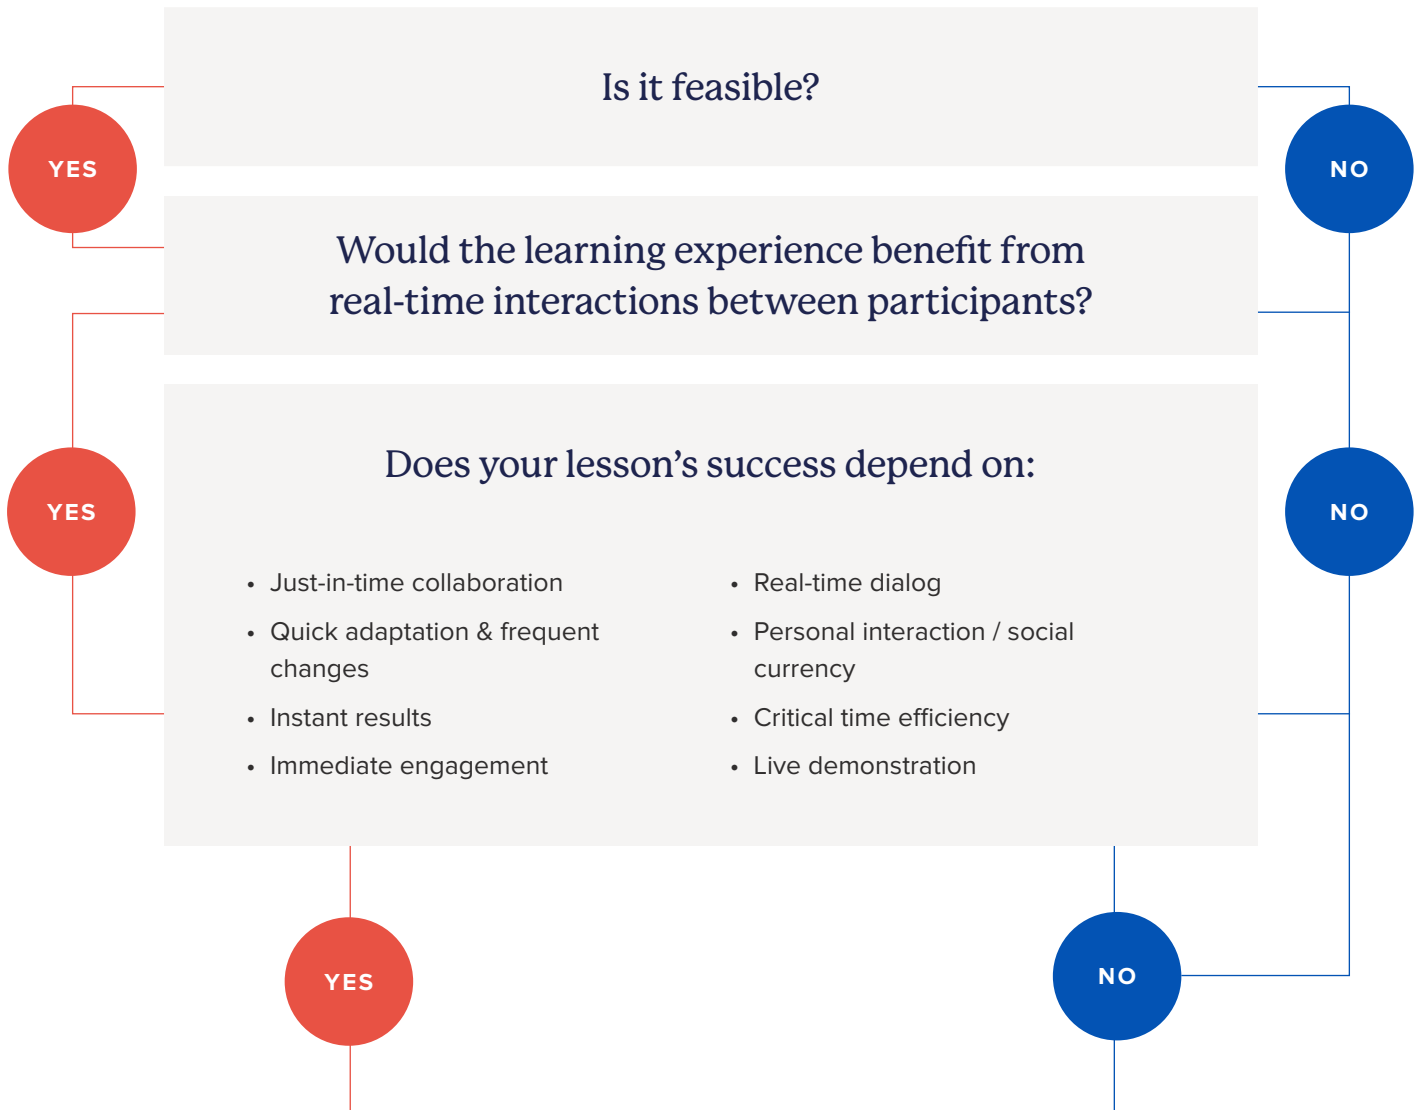 Is it feasible?
YES
NO
Would the learning experience benefit from
real-time interactions between participants?
YES
NO
Does your lesson’s success depend on:
• Just-in-time collaboration
• Quick adaptation & frequent
changes
• Instant results
• Immediate engagement
• Real-time dialog
• Personal interaction / social
currency
• Critical time efficiency
• Live demonstration
YES
NO